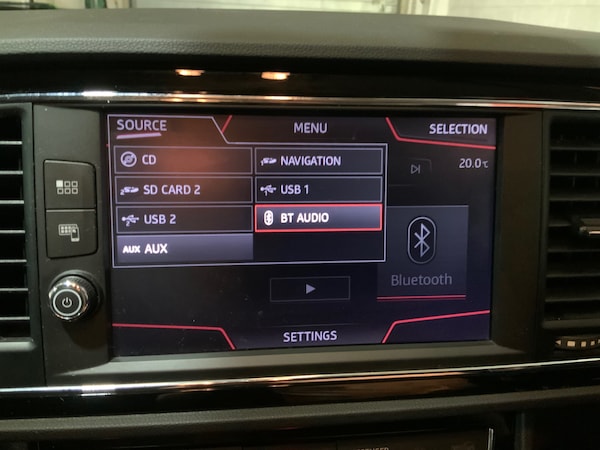 SOURCE
MENU
SELECTION
CD
NAVIGATION
20.0°C
SD CARD 2
USB 1
USB 2
BT AUDIO
AUX AUX
Bluetooth
SETTINGS